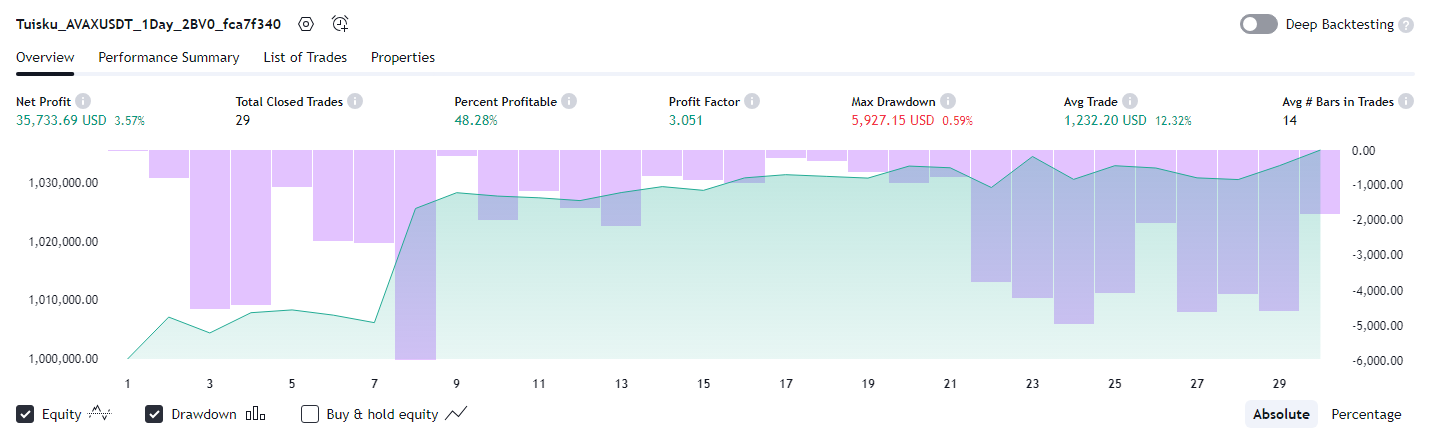 Tuisku_AVAXUSDT_1Day_2BV0_fca7f340 Deep Backtesting ?
Overview Performance Summary List of Trades Properties
Net Profit Total Closed Trades Percent Profitable Profit Factor Max Drawdown Avg Trade Avg # Bars in Trades
35,733.69 USD 3.57% 29 48.28% 3.051 5,927.15 USD 0.59% 1,232.20 USD 12.32% 14
0.00
1,030,000.00 -1,000.00
-2,000.00
1,020,000.00 -3,000.00
1,010,000.00 -4,000.00
-5,000.00
1,000,000.00 -6,000.00
1 3 5 7 9 11 13 15 17 19 21 23 25 27 29
Equity Drawdown Buy & hold equity Absolute Percentage